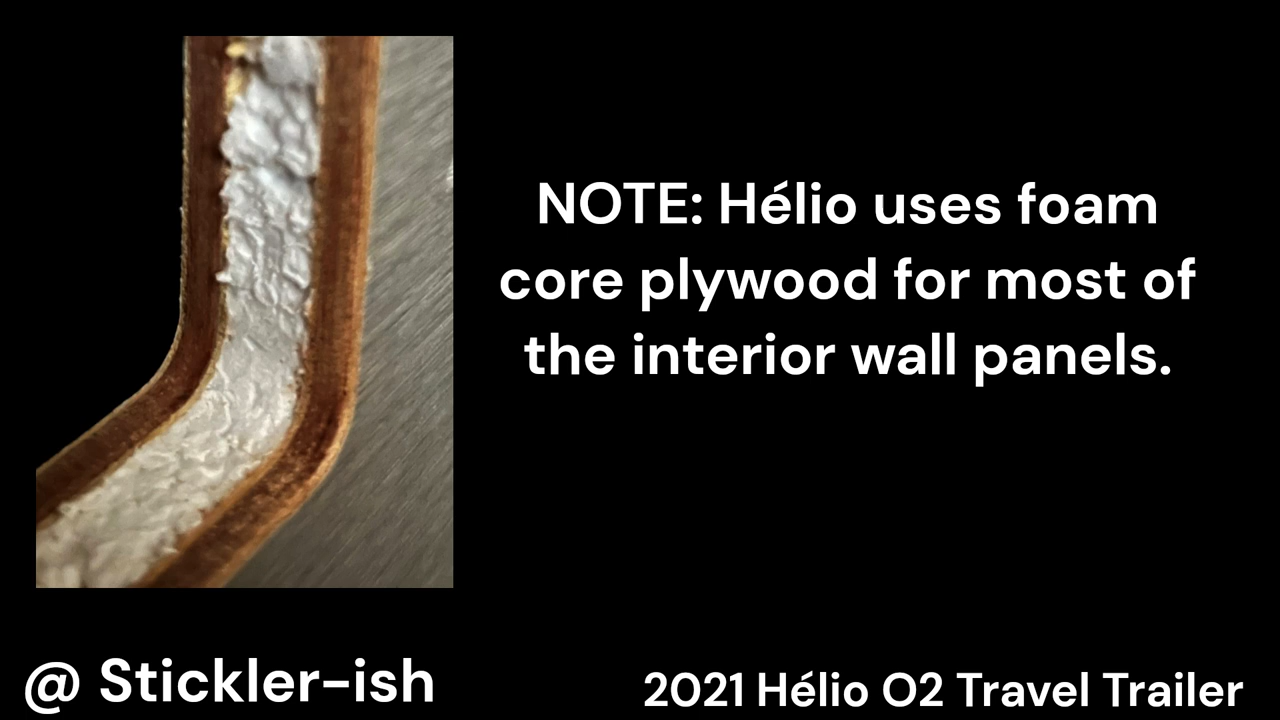 NOTE: Hélio uses foam
core plywood for most of
the interior wall panels.
@ Stickler-ish
2021 Hélio O2 Travel Trailer